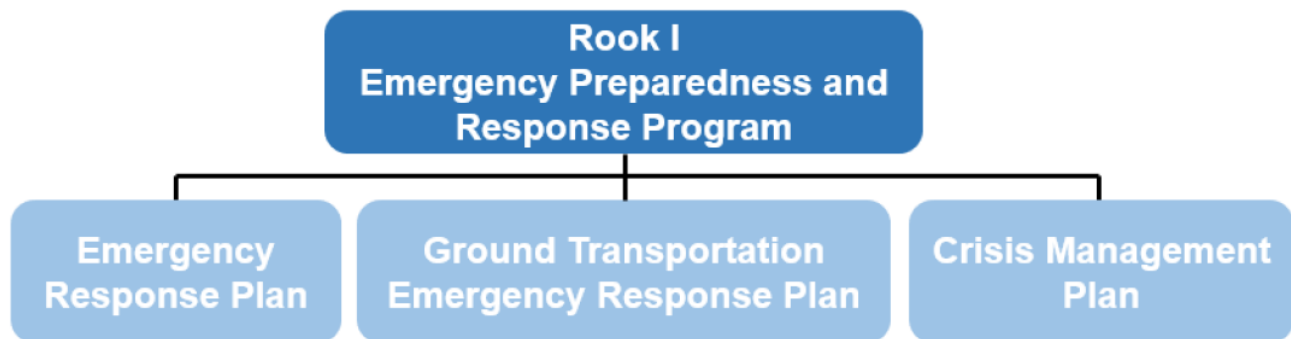 Rook I
Emergency Preparedness and
Response Program
Emergency
Response Plan
Ground Transportation
Emergency Response Plan
Crisis Management
Plan